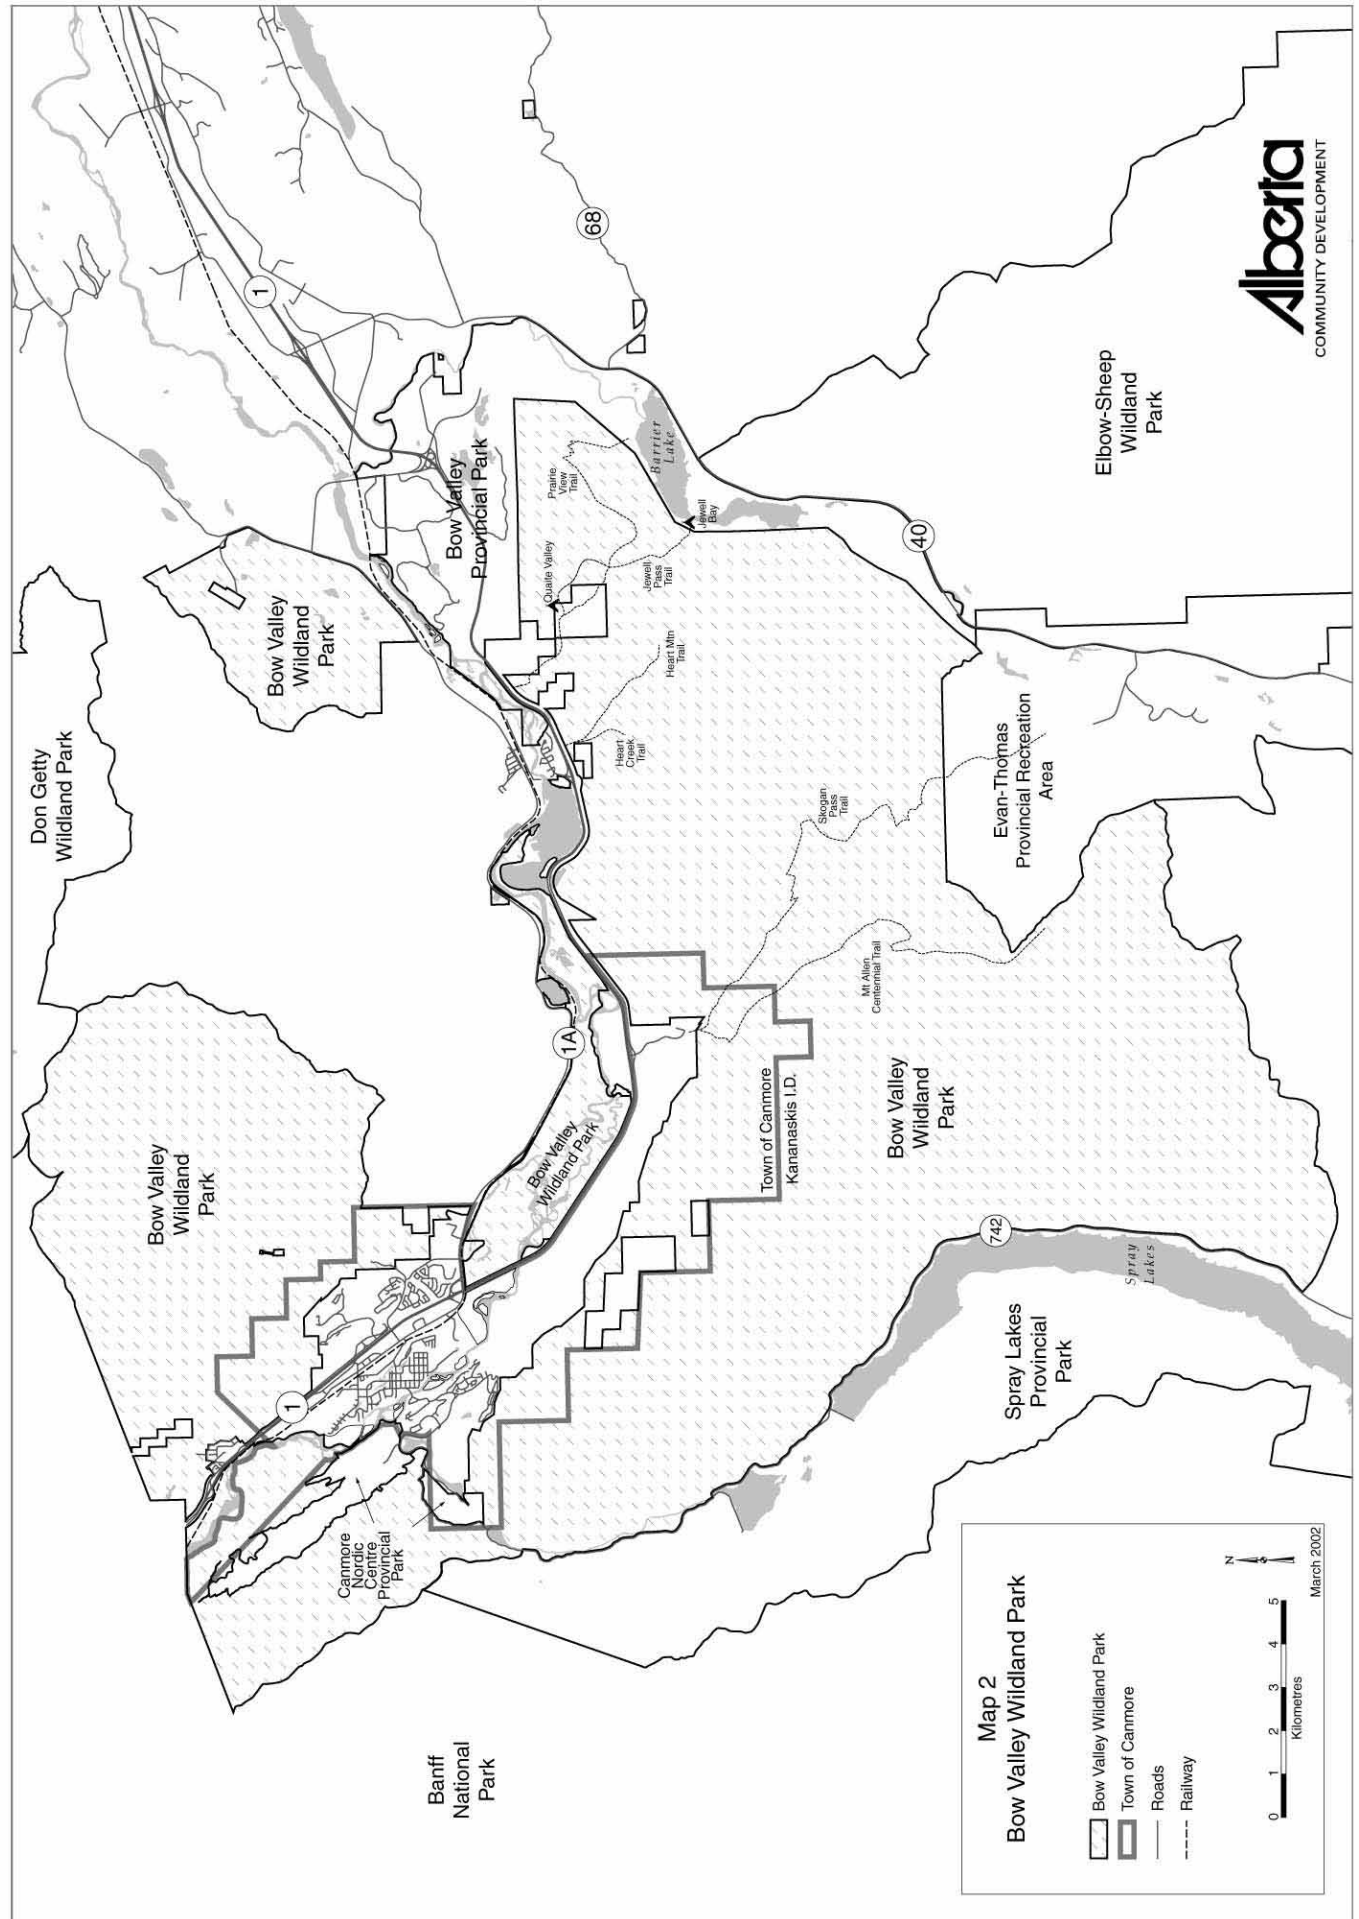 Don Getty
Wildland Park
Bow Valley
Wildland
Park
Bow Valley
Wildland
Park
1
1
68
Bow Valley
Provincial Park
Prairie
View
Trail
Barrier
Lake
Quaite Valley
Jewell
Bay
Jewell
Pass
Trail
Heart Mtn
Trail
Heart
Creek
Trail
40
Elbow-Sheep
Wildland
Park
1A
Bow Valley
Wildland Park
Skogan
Pass
Trail
Evan-Thomas
Provincial Recreation
Area
Mt Allen
Centennial Trail
Town of Canmore
Kananaskis I.D.
Bow Valley
Wildland
Park
742
Spray
Lakes
Spray Lakes
Provincial
Park
Canmore
Nordic
Centre
Provincial
Park
Banff
National
Park
Map 2
Bow Valley Wildland Park
Bow Valley Wildland Park
Town of Canmore
Roads
Railway
0 1 2 3 4 5
Kilometres
N
March 2002
Alberta
COMMUNITY DEVELOPMENT